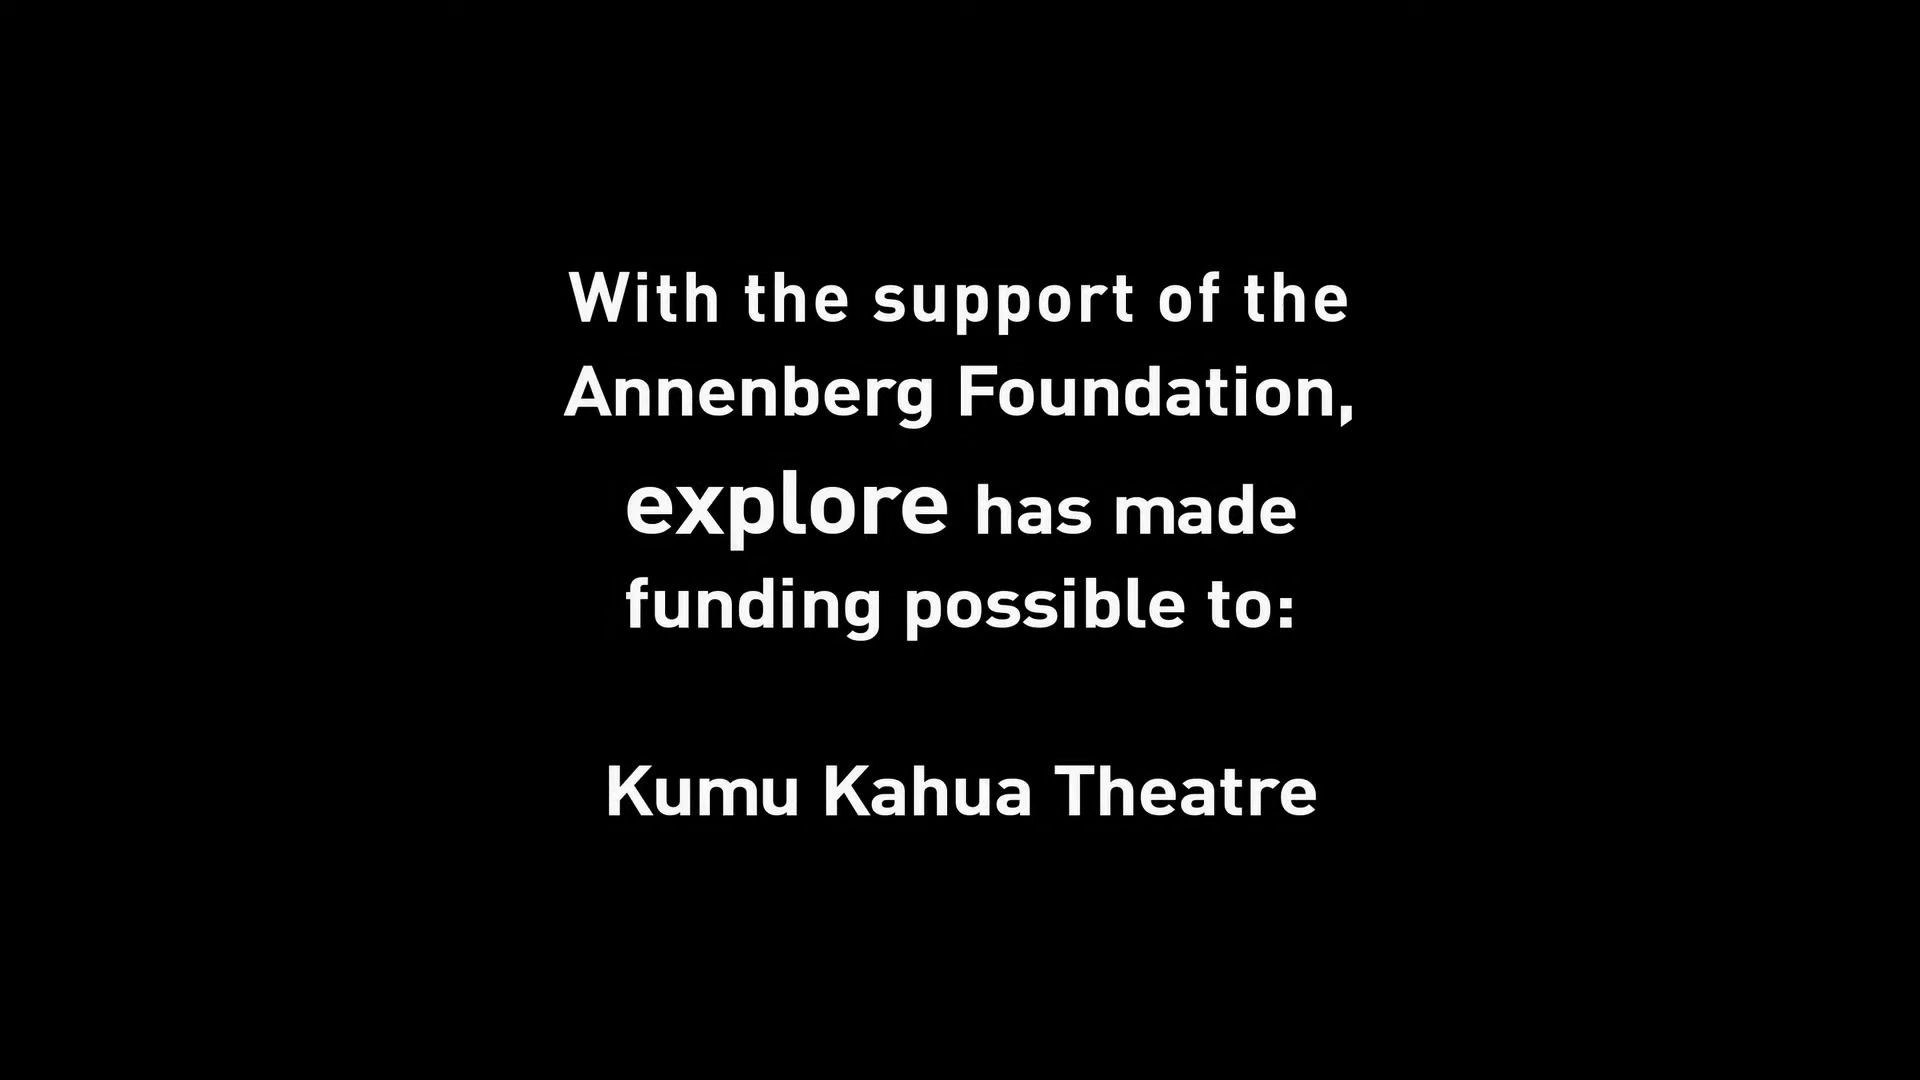 With the support of the
Annenberg Foundation,
explore has made
funding possible to:
Kumu Kahua Theatre